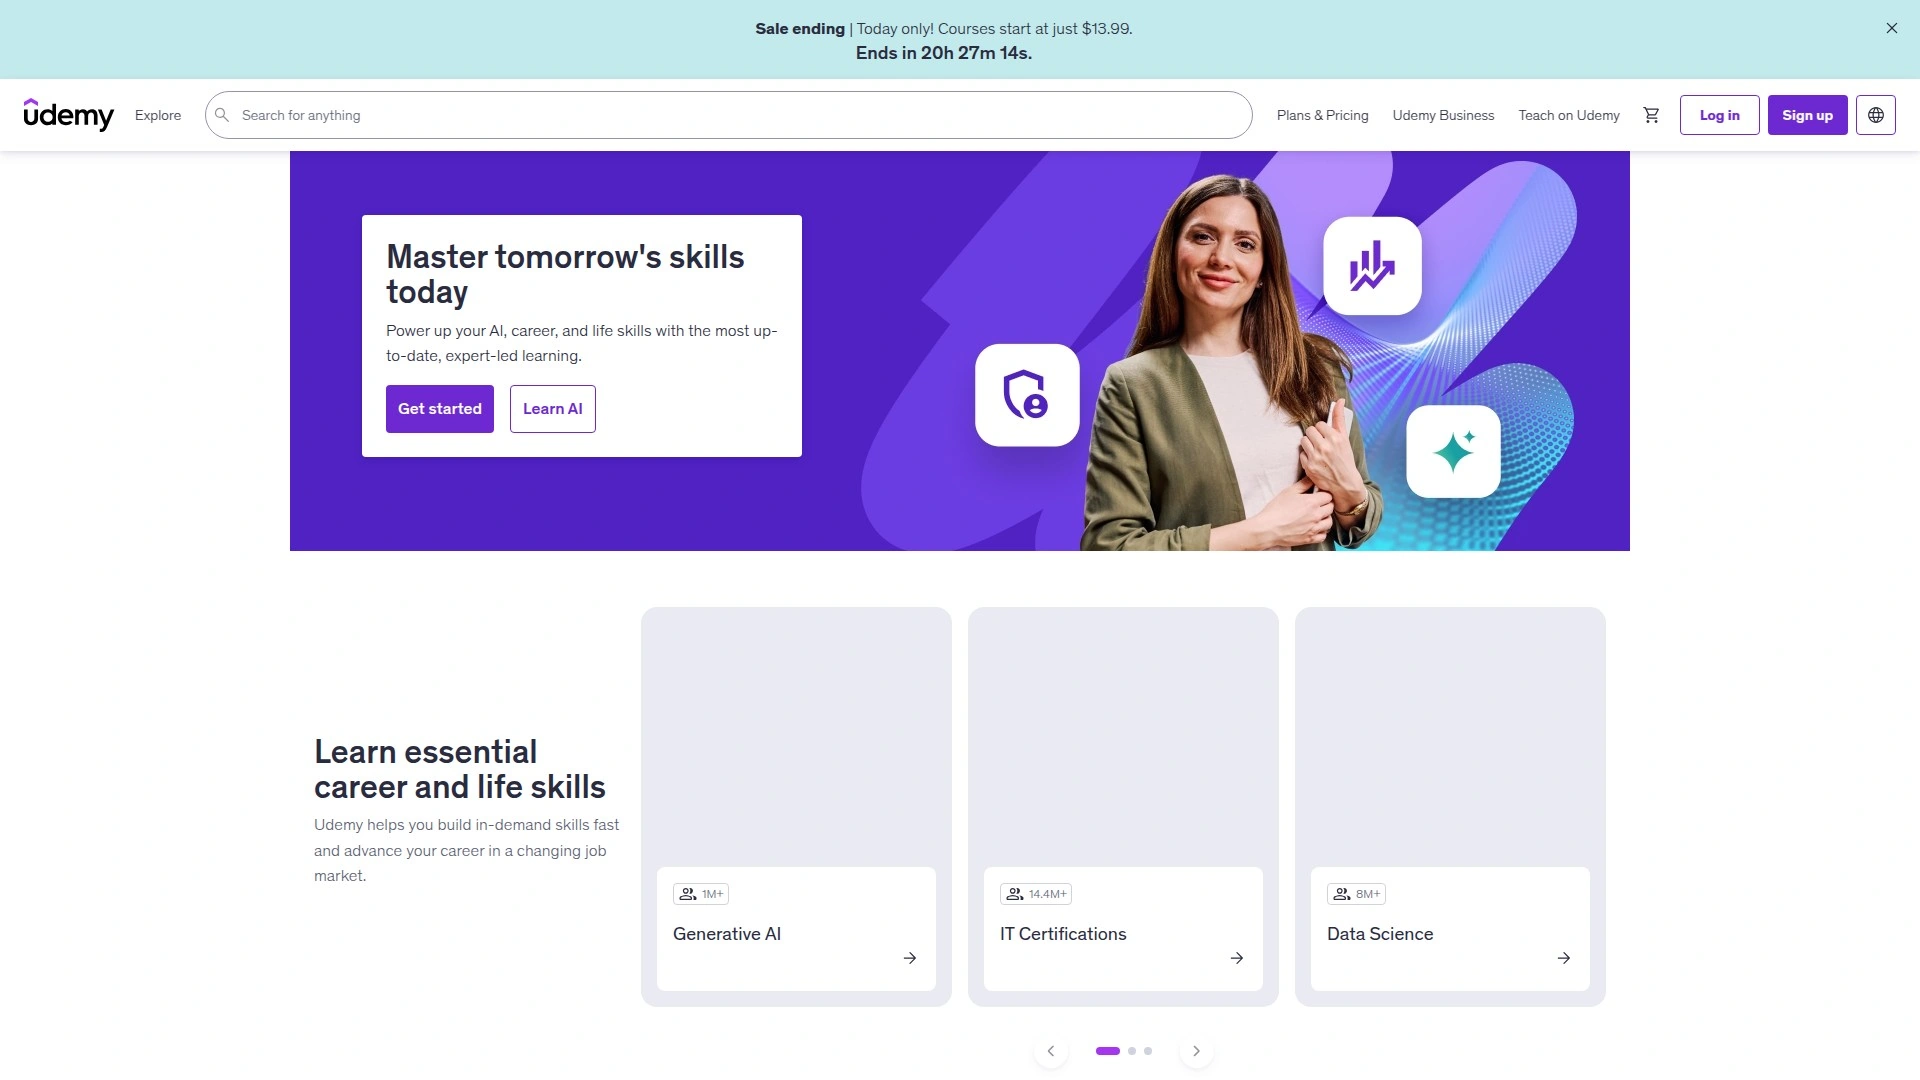 Sale ending | Today only! Courses start at just $13.99.
Ends in 20h 27m 14s.
udemy
Explore
Search for anything
Plans & Pricing
Udemy Business
Teach on Udemy
Log in
Sign up
Master tomorrow's skills
today
Power up your AI, career, and life skills with the most up-
to-date, expert-led learning.
Get started
Learn AI
Learn essential
career and life skills
Udemy helps you build in-demand skills fast
and advance your career in a changing job
market.
1M+
Generative AI
14.4M+
IT Certifications
8M+
Data Science